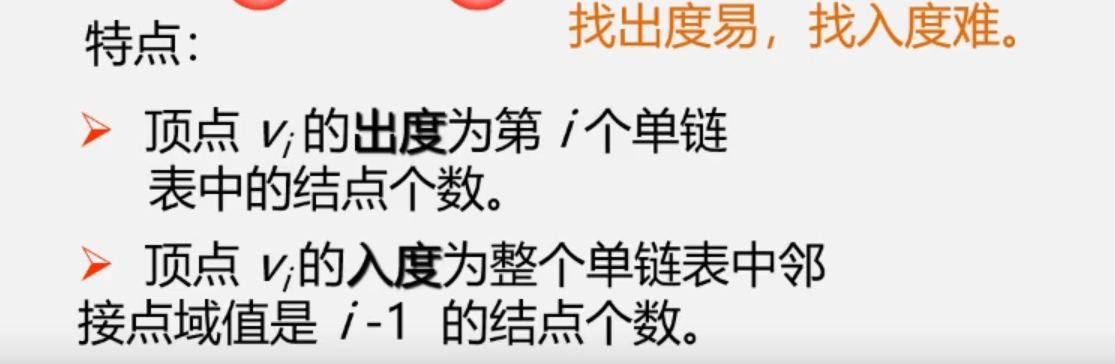 找出度易，找入度难。
特点：
➢ 顶点 vi 的出度为第 i 个单链
表中的结点个数。
➢ 顶点 vi 的入度为整个单链表中邻
接点域值是 i -1 的结点个数。